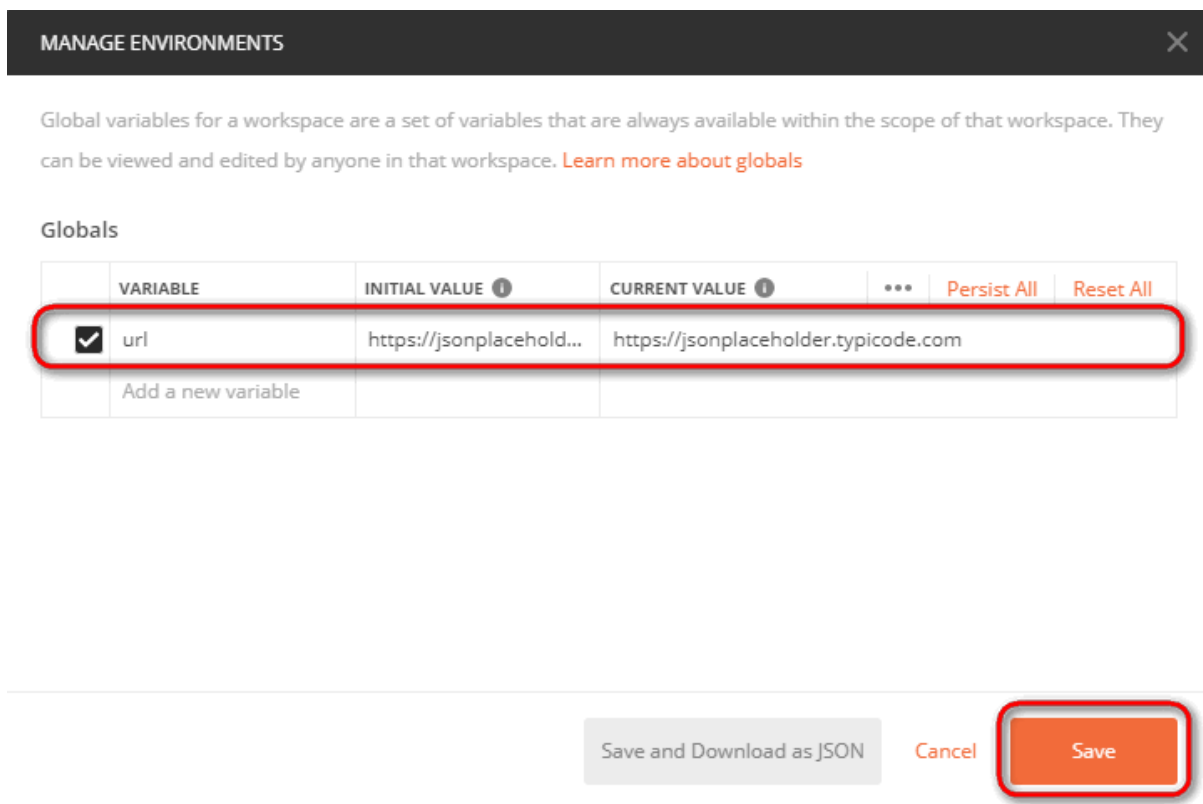 MANAGE ENVIRONMENTS
Global variables for a workspace are a set of variables that are always available within the scope of that workspace. They
can be viewed and edited by anyone in that workspace. Learn more about globals
Globals
VARIABLE INITIAL VALUE CURRENT VALUE ••• Persist All Reset All
url https://jsonplacehold... https://jsonplaceholder.typicode.com
Add a new variable
Save and Download as JSON Cancel Save